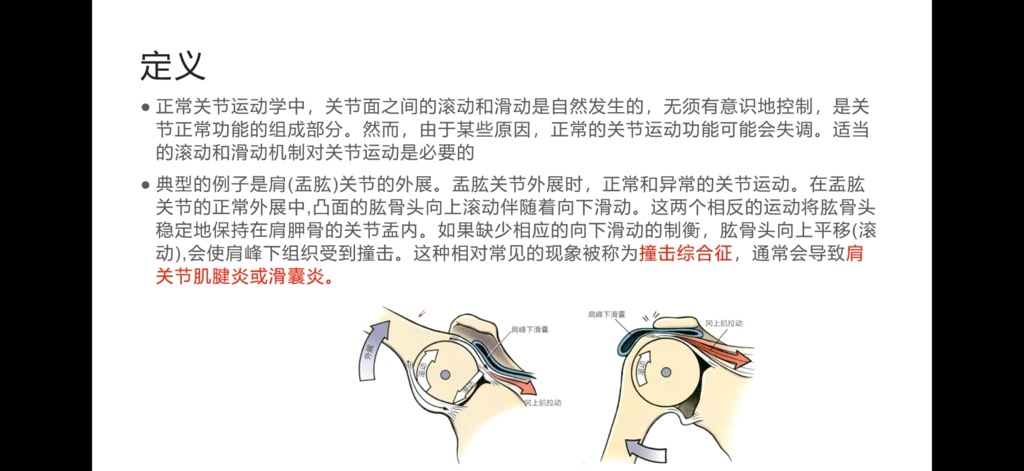 定义
• 正常关节运动学中，关节面之间的滚动和滑动是自然发生的，无须有意识地控制，是关
节正常功能的组成部分。然而，由于某些原因，正常的关节运动功能可能会失调。适当
的滚动和滑动机制对关节运动是必要的
• 典型的例子是肩(盂肱)关节的外展。盂肱关节外展时，正常和异常的关节运动。在盂肱
关节的正常外展中,凸面的肱骨头向上滚动伴随着向下滑动。这两个相反的运动将肱骨头
稳定地保持在肩胛骨的关节盂内。如果缺少相应的向下滑动的制衡，肱骨头向上平移(滚
动),会使肩峰下组织受到撞击。这种相对常见的现象被称为撞击综合征，通常会导致肩
关节肌腱炎或滑囊炎。
外展
滚动
滑动
肩峰下滑囊
冈上肌拉动
肩峰下滑囊
冈上肌拉动
滚动